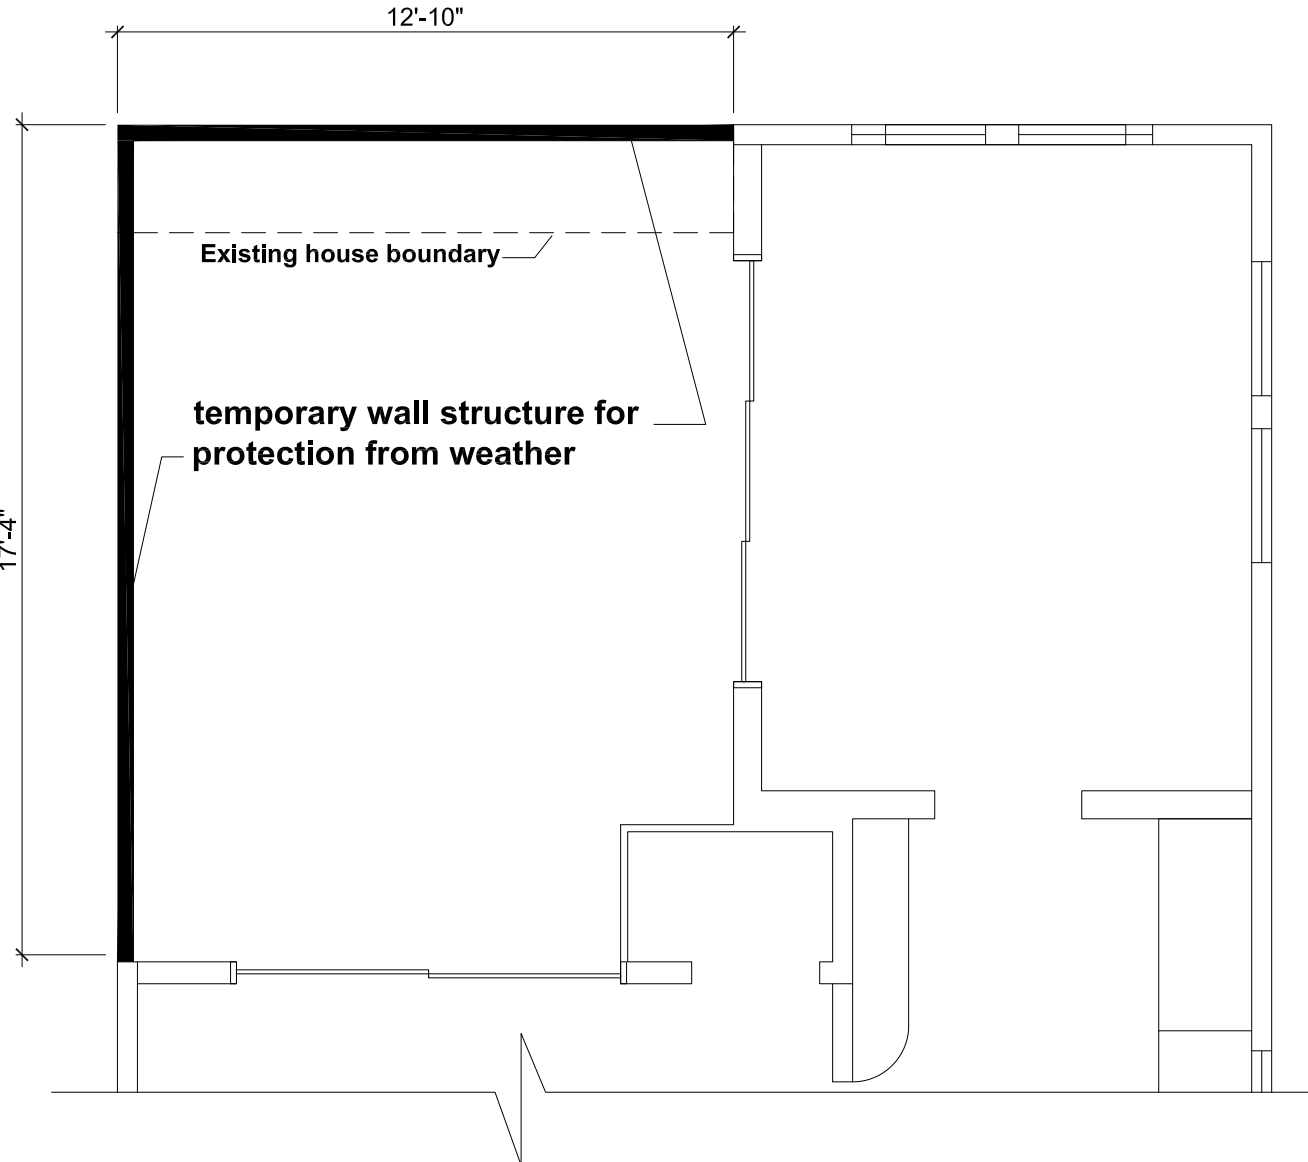 12'-10"
Existing house boundary
temporary wall structure for
protection from weather
17'-4"